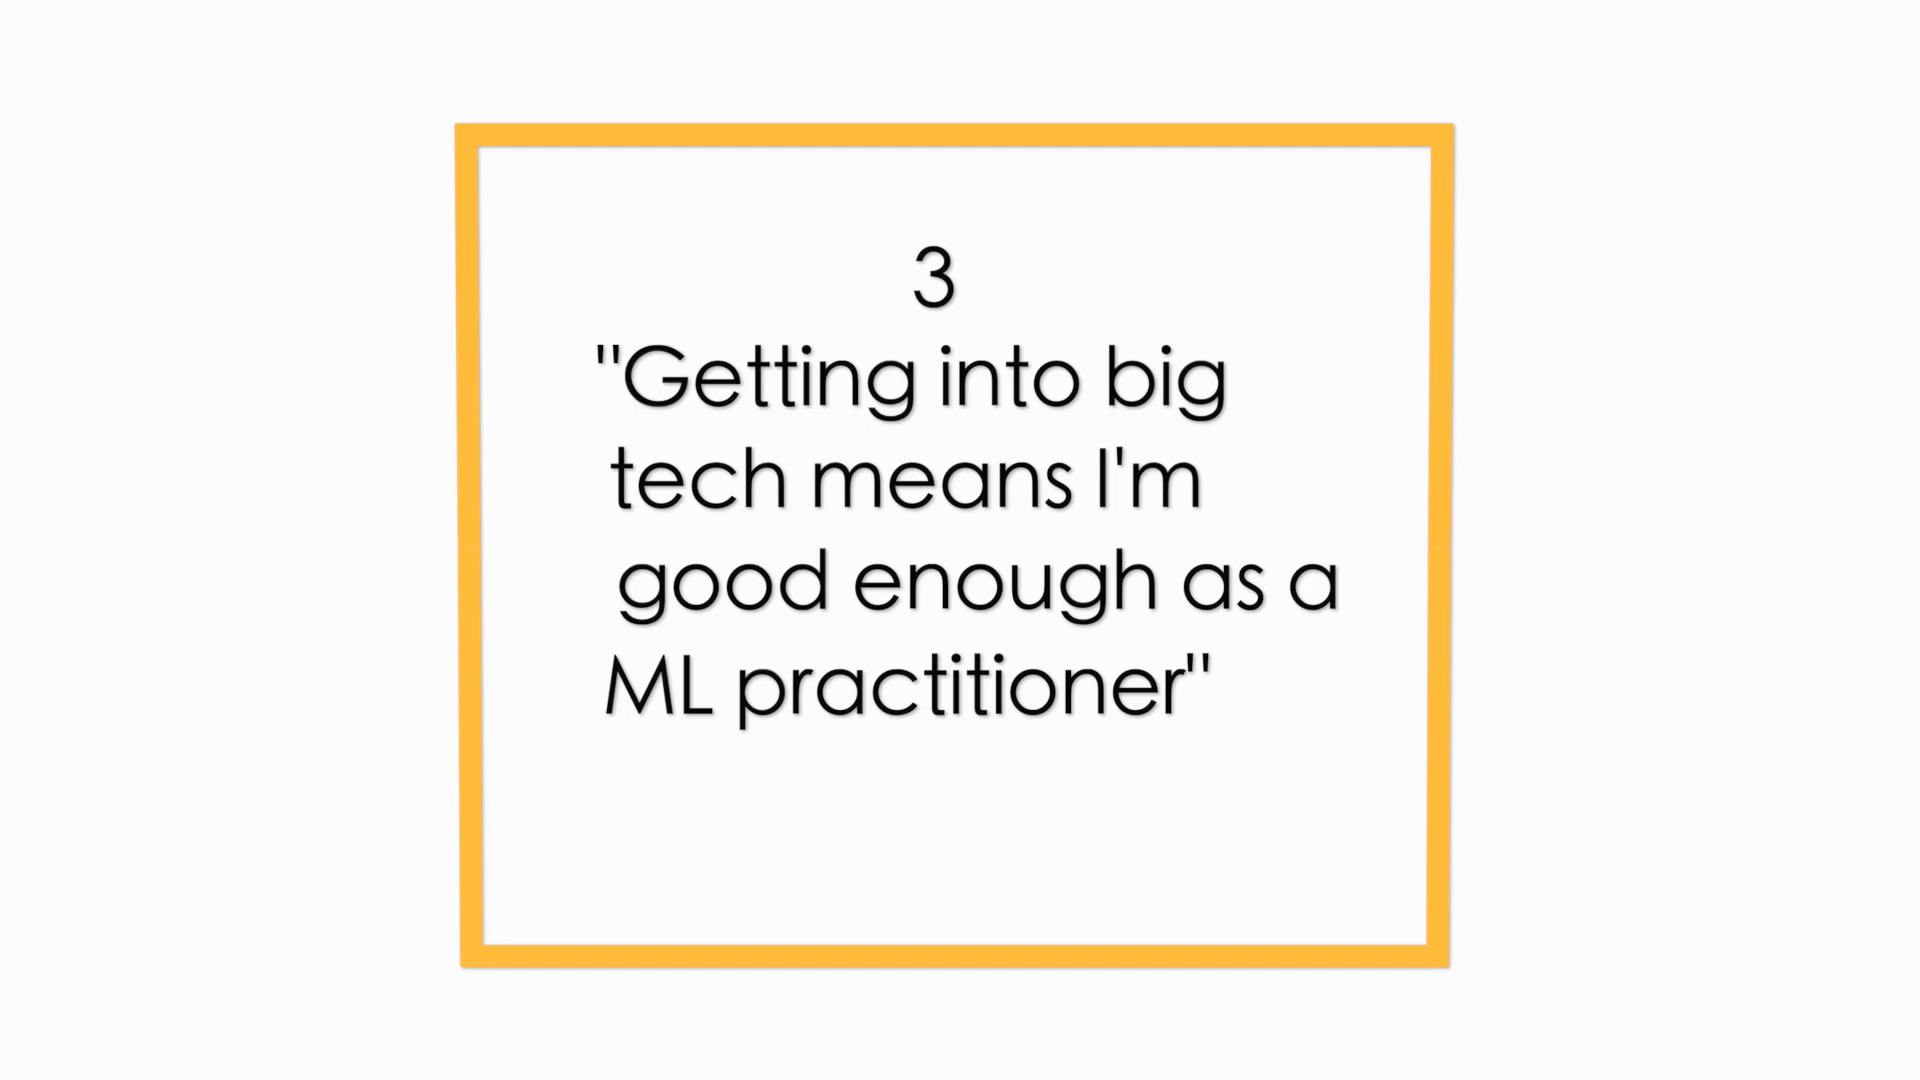 3
"Getting into big
tech means I'm
good enough as a
ML practitioner"